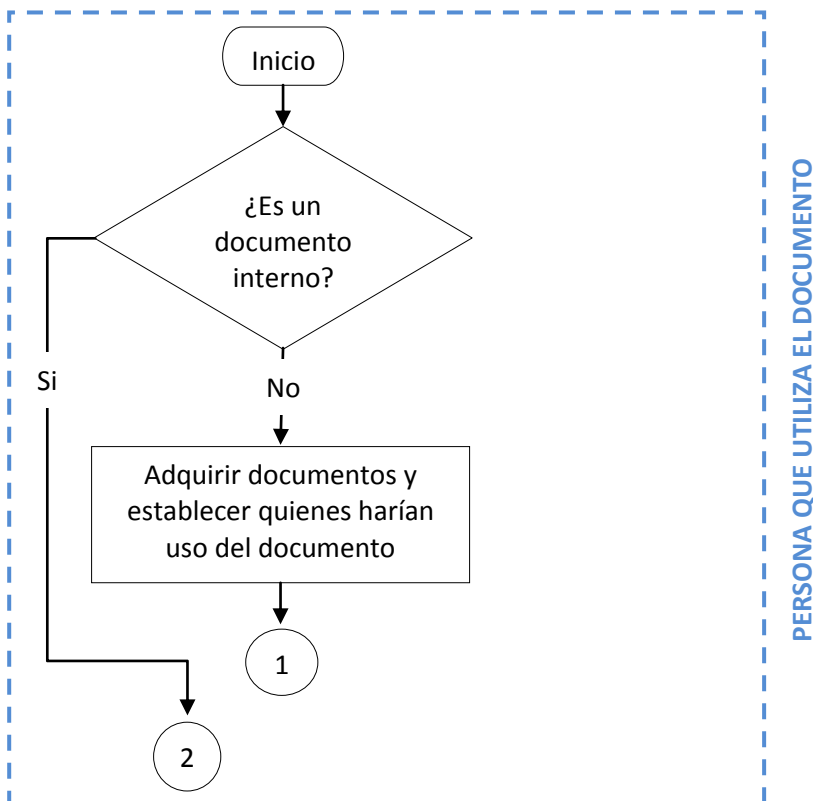 Inicio
¿Es un
documento
interno?
Si
No
Adquirir documentos y
establecer quienes harían
uso del documento
1
2
PERSONA QUE UTILIZA EL DOCUMENTO